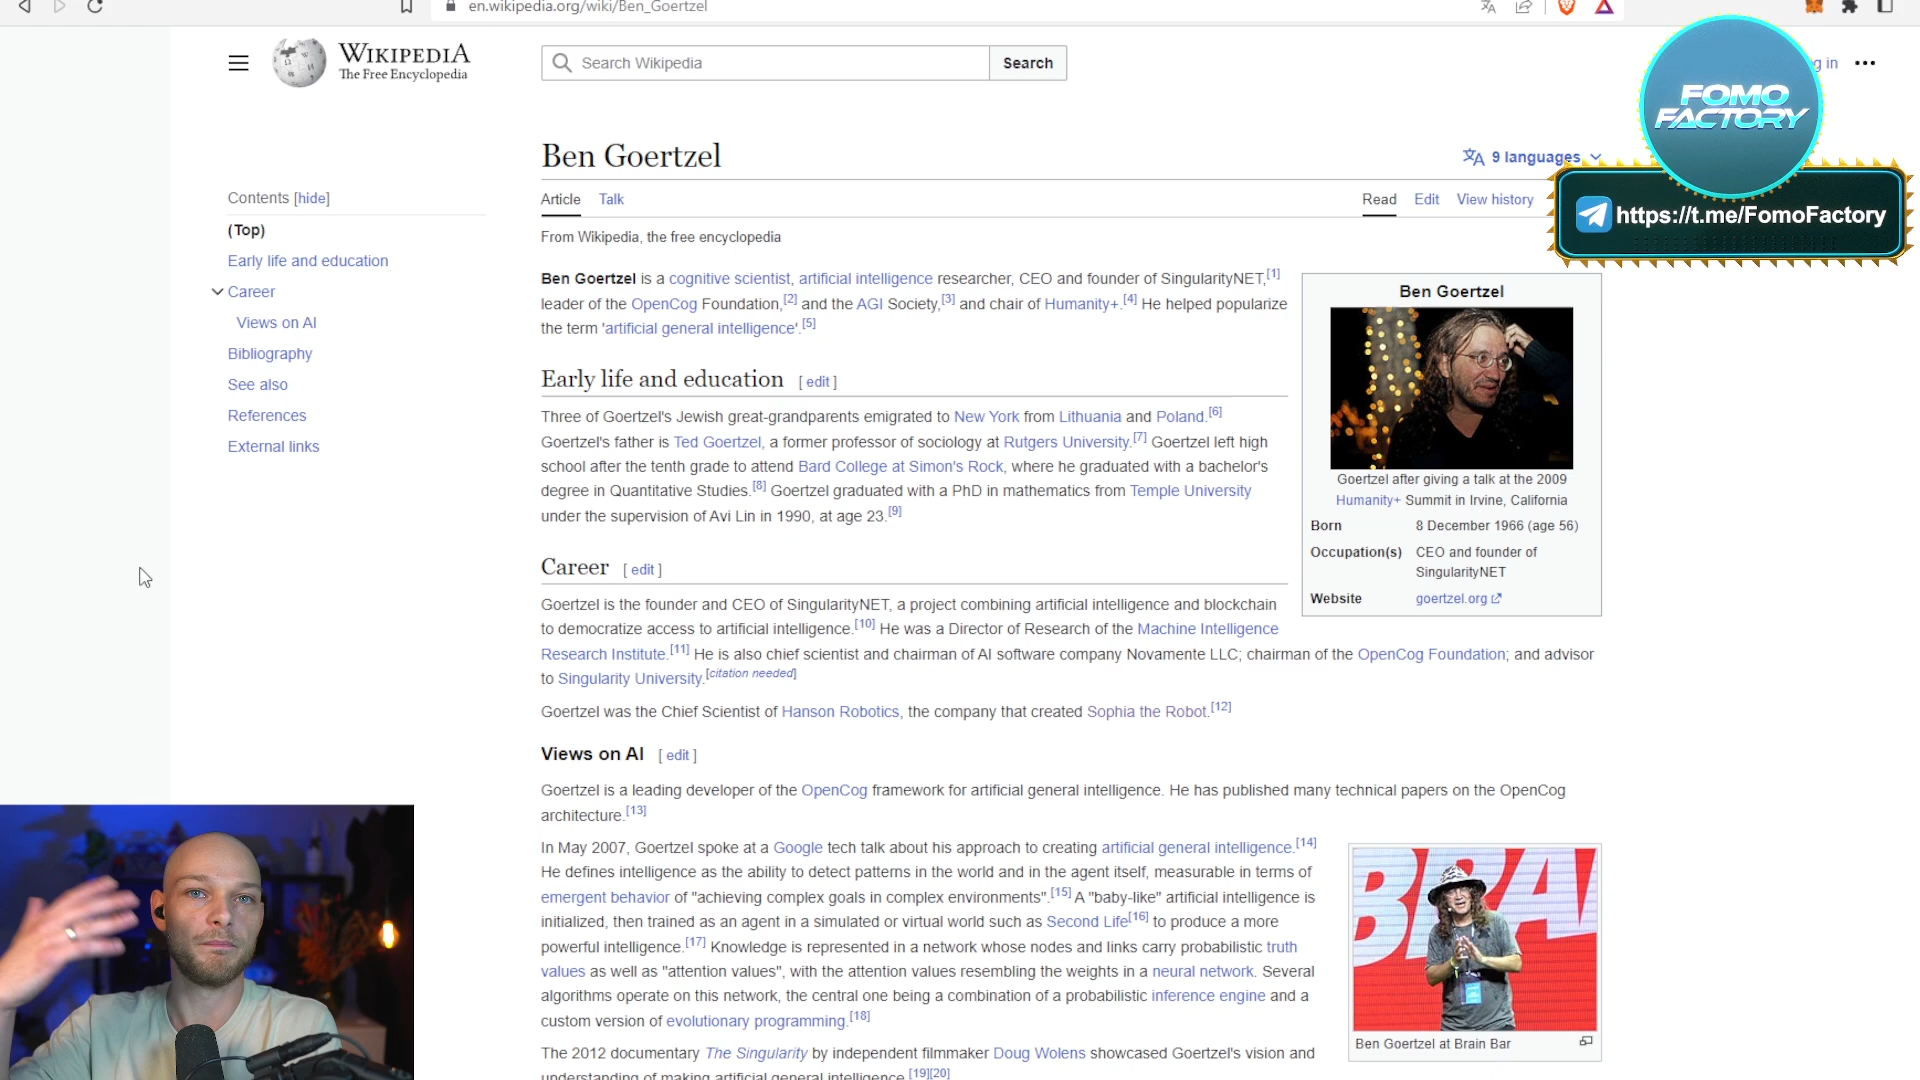 en.wikipedia.org/wiki/Ben_Goertzel
WIKIPEDIA
The Free Encyclopedia
Search Wikipedia
Search
g in
FOMO
FACTORY
https://t.me/FomoFactory
Ben Goertzel
9 languages
Article Talk
Read Edit View history
From Wikipedia, the free encyclopedia
Contents [hide]
(Top)
Early life and education
Career
Views on AI
Bibliography
See also
References
External links
Ben Goertzel is a cognitive scientist, artificial intelligence researcher, CEO and founder of SingularityNET,[1]
leader of the OpenCog Foundation,[2] and the AGI Society,[3] and chair of Humanity+.[4] He helped popularize
the term 'artificial general intelligence'.[5]
Early life and education [ edit ]
Three of Goertzel's Jewish great-grandparents emigrated to New York from Lithuania and Poland.[6]
Goertzel's father is Ted Goertzel, a former professor of sociology at Rutgers University.[7] Goertzel left high
school after the tenth grade to attend Bard College at Simon's Rock, where he graduated with a bachelor's
degree in Quantitative Studies.[8] Goertzel graduated with a PhD in mathematics from Temple University
under the supervision of Avi Lin in 1990, at age 23.[9]
Career [ edit ]
Goertzel is the founder and CEO of SingularityNET, a project combining artificial intelligence and blockchain
to democratize access to artificial intelligence.[10] He was a Director of Research of the Machine Intelligence
Research Institute.[11] He is also chief scientist and chairman of AI software company Novamente LLC; chairman of the OpenCog Foundation; and advisor
to Singularity University.[citation needed]
Goertzel was the Chief Scientist of Hanson Robotics, the company that created Sophia the Robot.[12]
Views on AI [ edit ]
Goertzel is a leading developer of the OpenCog framework for artificial general intelligence. He has published many technical papers on the OpenCog
architecture.[13]
In May 2007, Goertzel spoke at a Google tech talk about his approach to creating artificial general intelligence.[14]
He defines intelligence as the ability to detect patterns in the world and in the agent itself, measurable in terms of
emergent behavior of "achieving complex goals in complex environments".[15] A "baby-like" artificial intelligence is
initialized, then trained as an agent in a simulated or virtual world such as Second Life[16] to produce a more
powerful intelligence.[17] Knowledge is represented in a network whose nodes and links carry probabilistic truth
values as well as "attention values", with the attention values resembling the weights in a neural network. Several
algorithms operate on this network, the central one being a combination of a probabilistic inference engine and a
custom version of evolutionary programming.[18]
The 2012 documentary The Singularity by independent filmmaker Doug Wolens showcased Goertzel's vision and
understanding of making artificial general intelligence.[19][20]
Ben Goertzel
Goertzel after giving a talk at the 2009
Humanity+ Summit in Irvine, California
Born 8 December 1966 (age 56)
Occupation(s) CEO and founder of
SingularityNET
Website goertzel.org
BRA
Ben Goertzel at Brain Bar